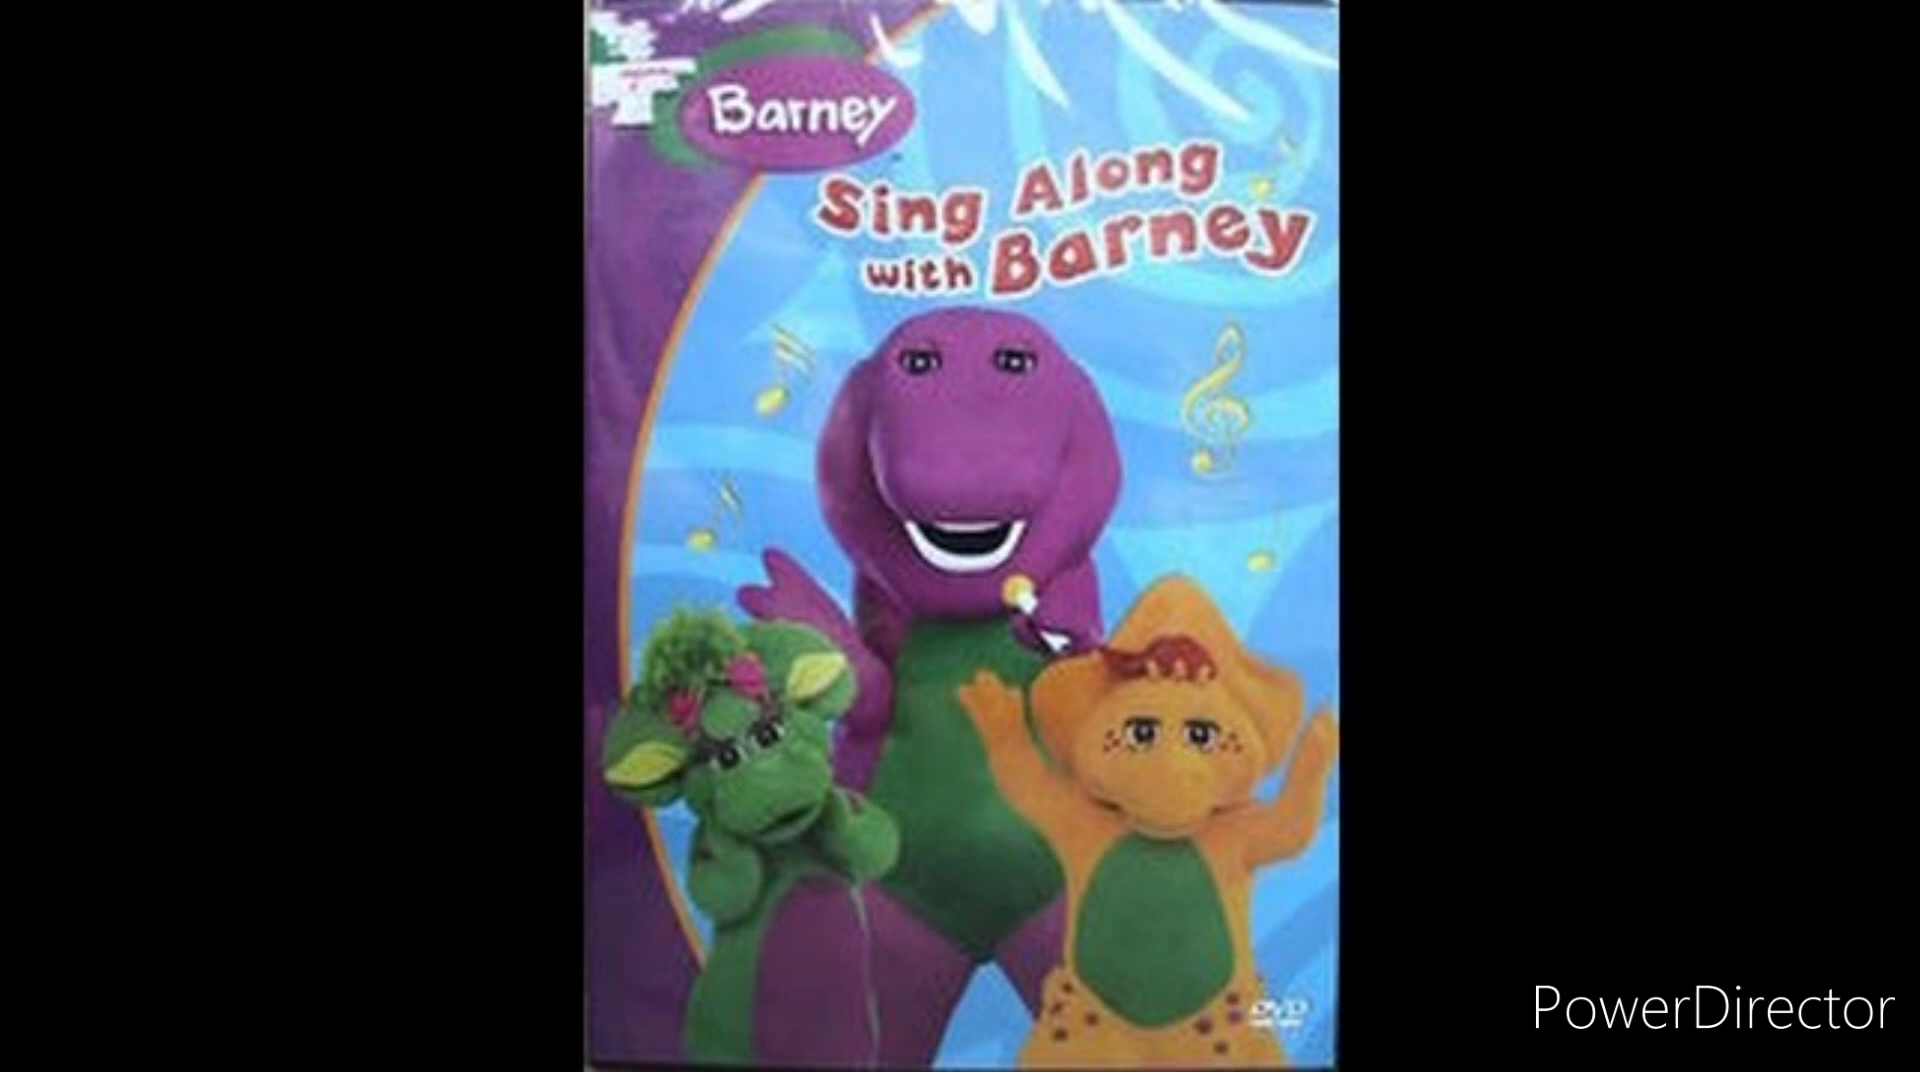 Barney
Sing Along
with Barney
DVD
PowerDirector